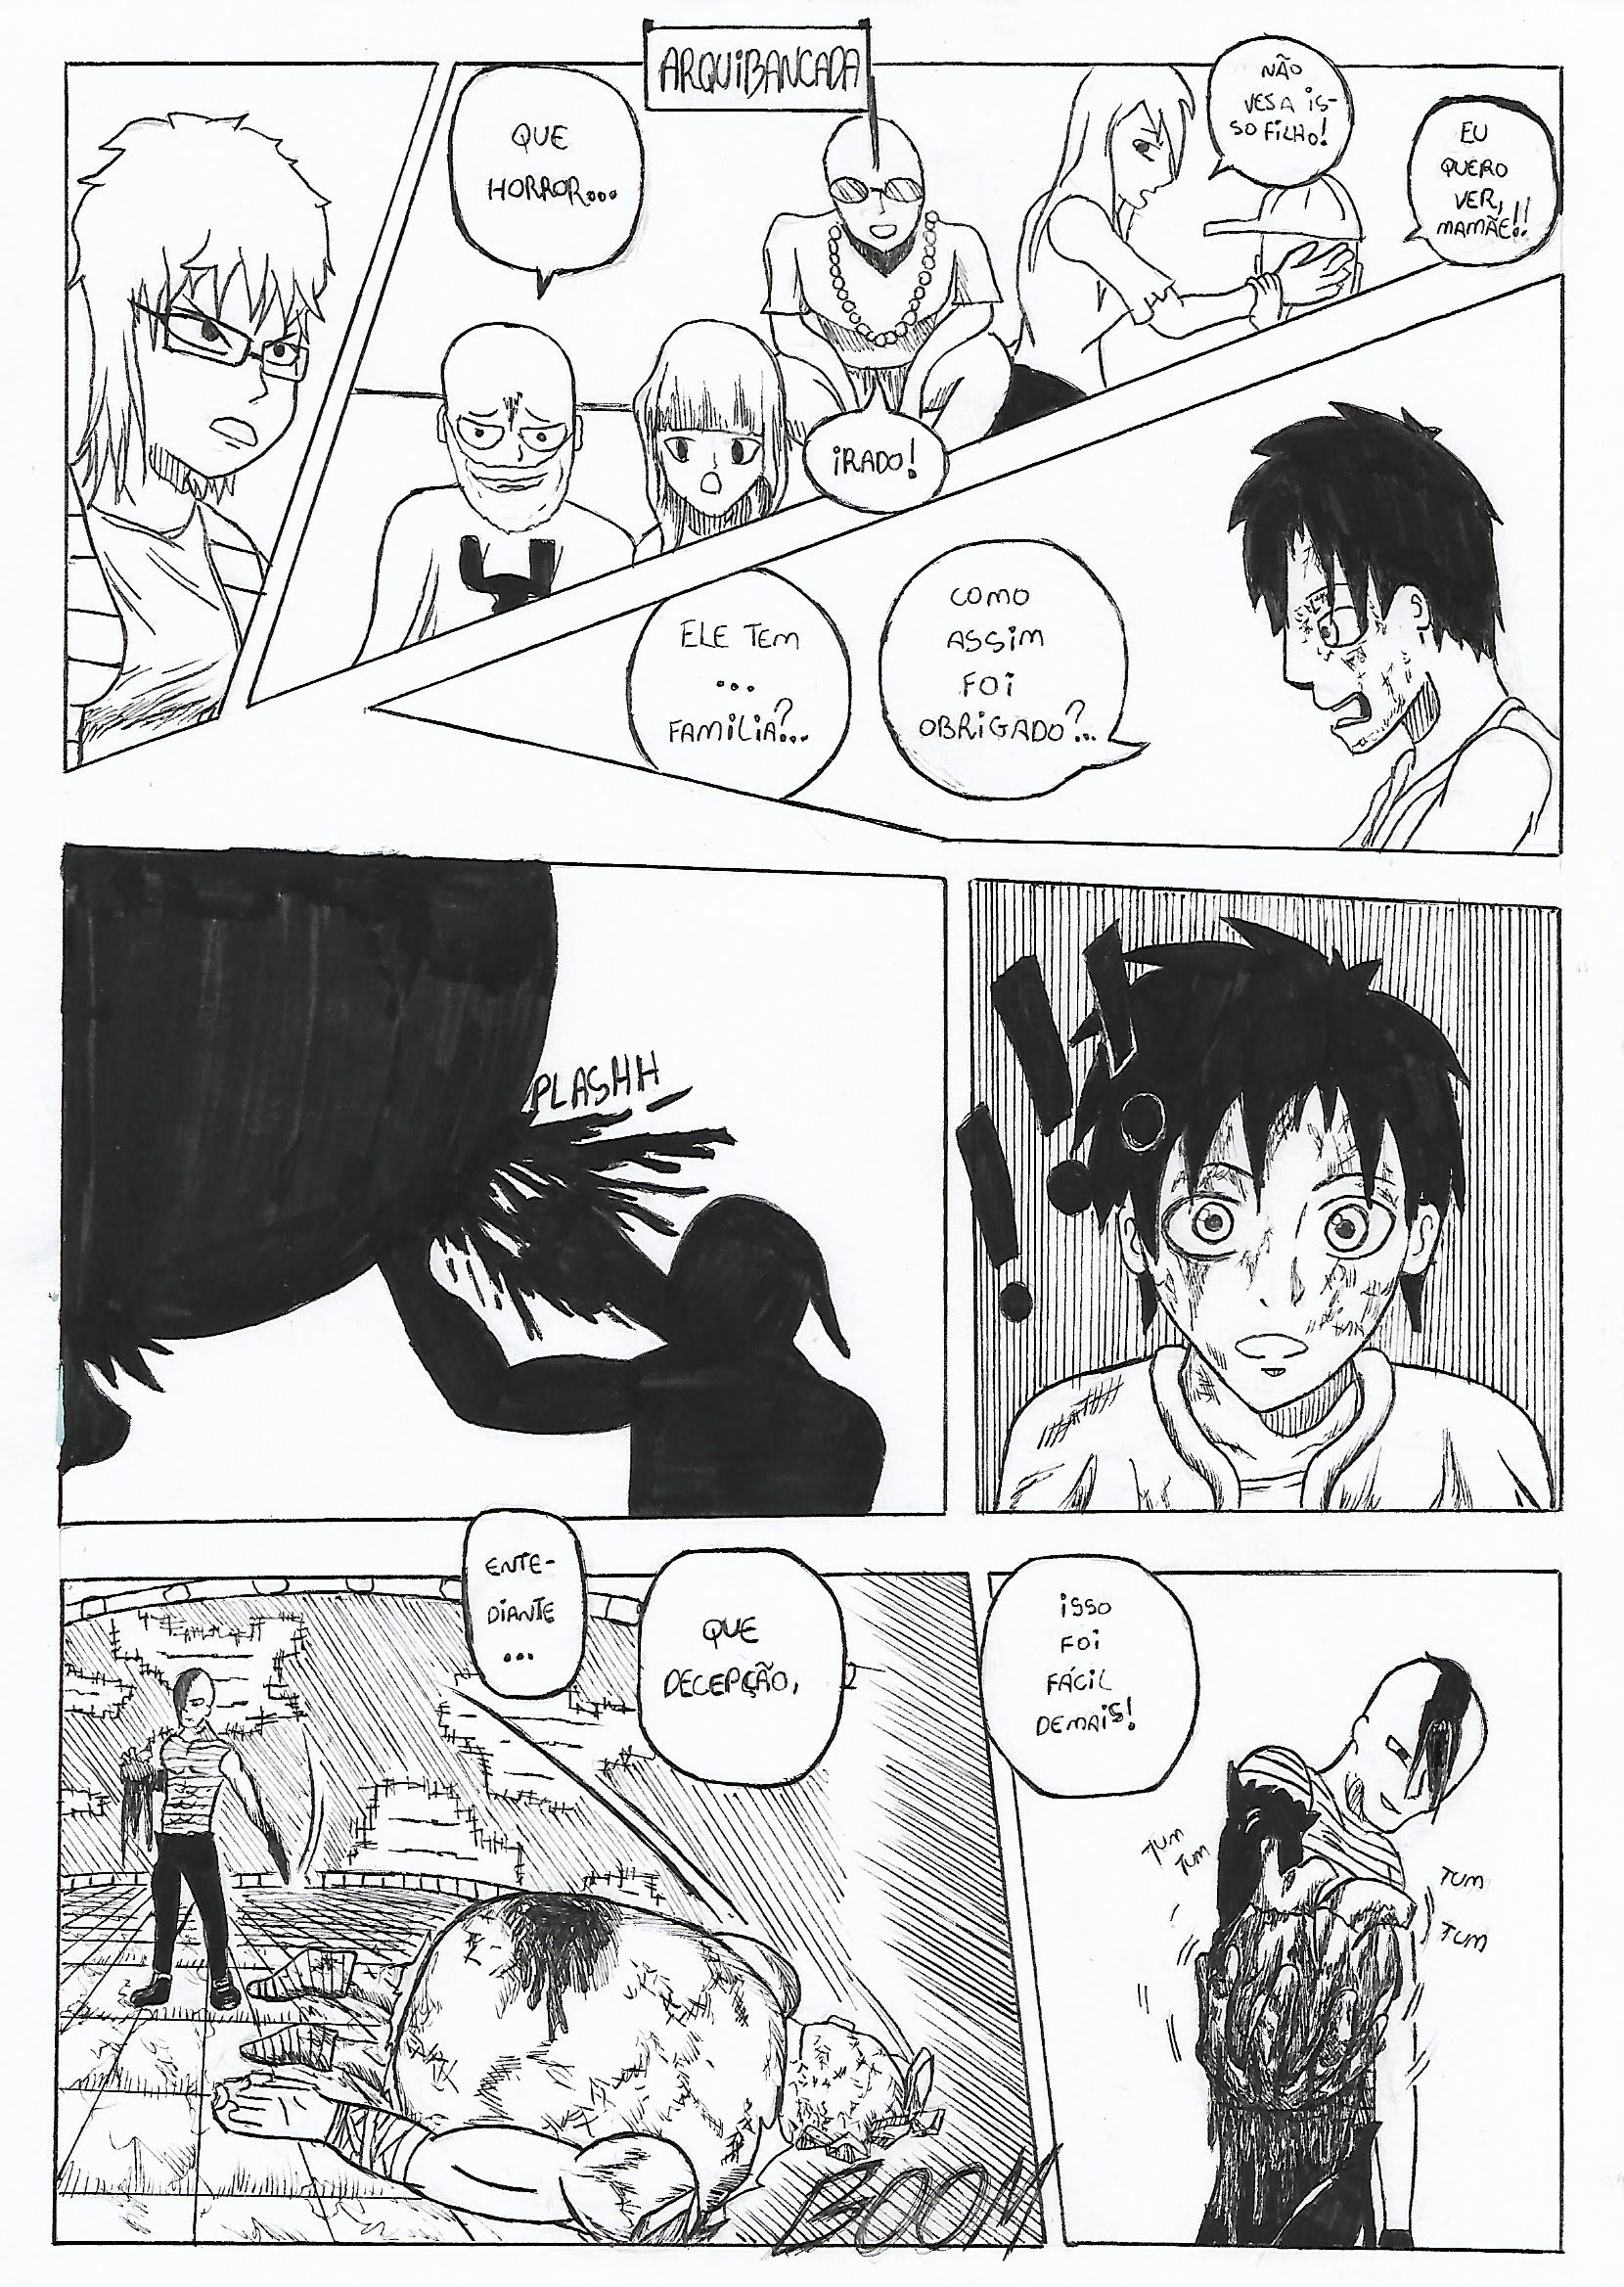 ARQUIBANCADA
QUE
HORROR...
NÃO
VESA IS-
SO FILHO!
EU
QUERO
VER,
MAMÃE!!
IRADO!
ELE TEM
...
FAMILIA?...
COMO
ASSIM
FOI
OBRIGADO?...
PLASHH
!!!
ENTE-
DIANTE
...
QUE
DECEPÇÃO,
BOOM
ISSO
FOI
FÁCIL
DEMAIS!
TUM
TUM
TUM
TUM